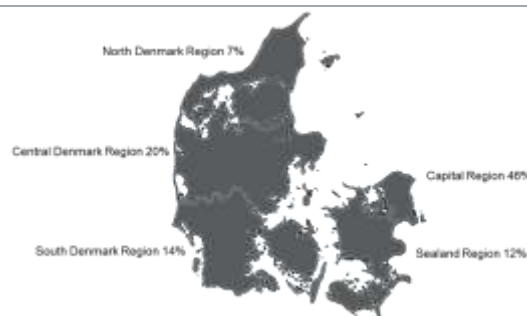 North Denmark Region 7%
Central Denmark Region 20%
Capital Region 46%
South Denmark Region 14%
Sealand Region 12%